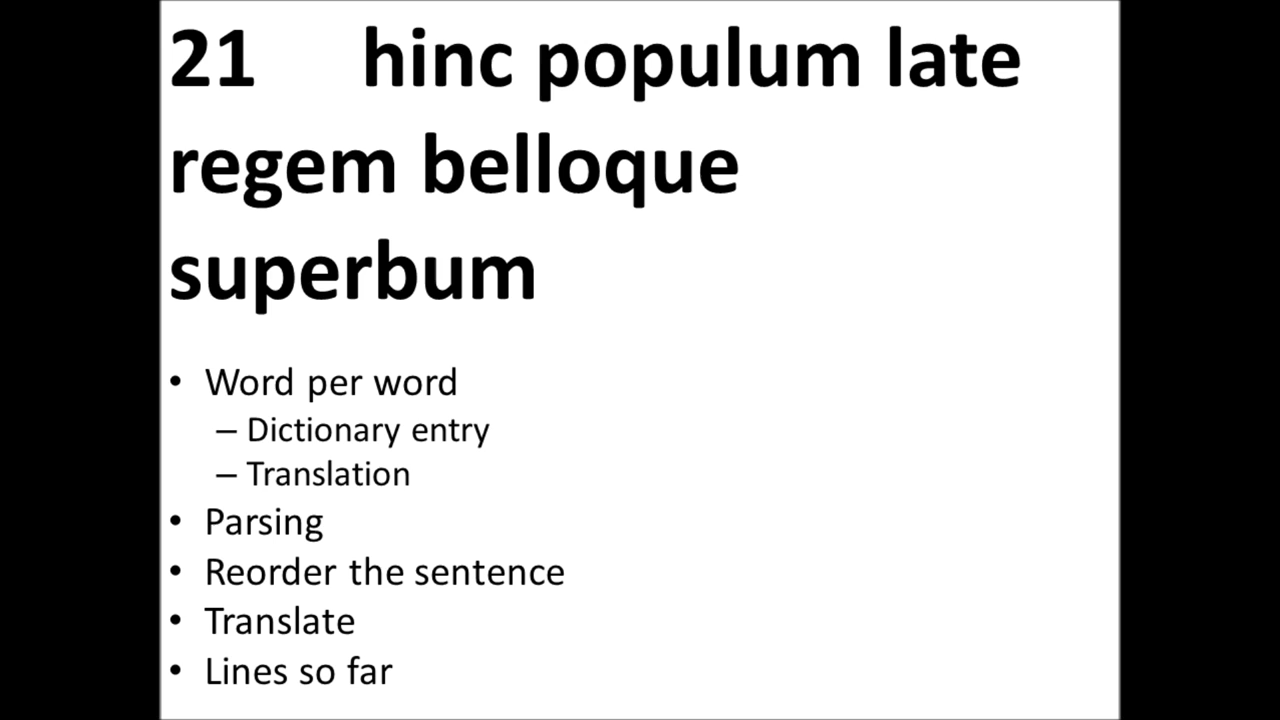 21 hinc populum late
regem belloque
superbum
• Word per word
– Dictionary entry
– Translation
• Parsing
• Reorder the sentence
• Translate
• Lines so far